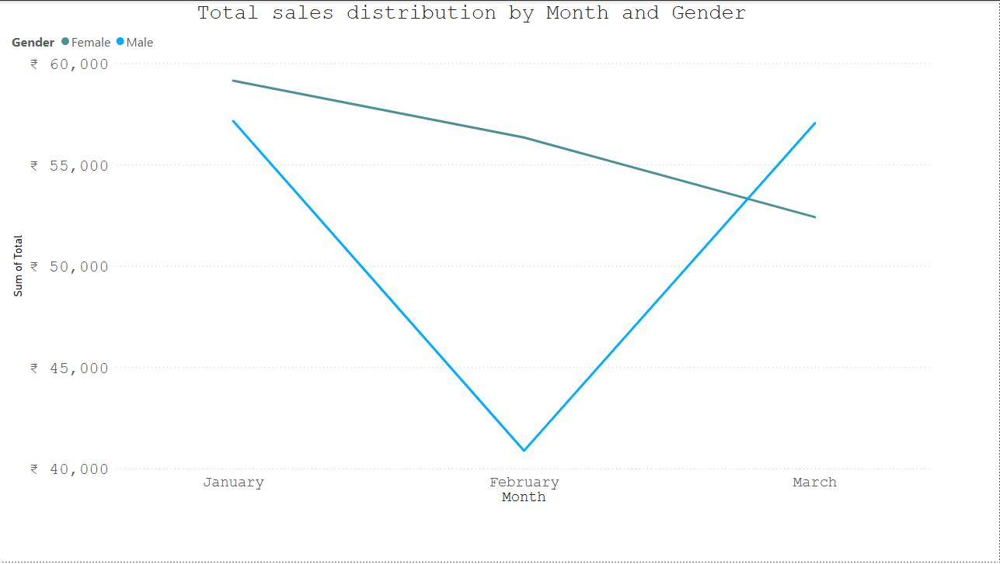 Total sales distribution by Month and Gender
Gender Female Male
₹ 60,000
₹ 55,000
₹ 50,000
₹ 45,000
₹ 40,000
Sum of Total
January February March
Month